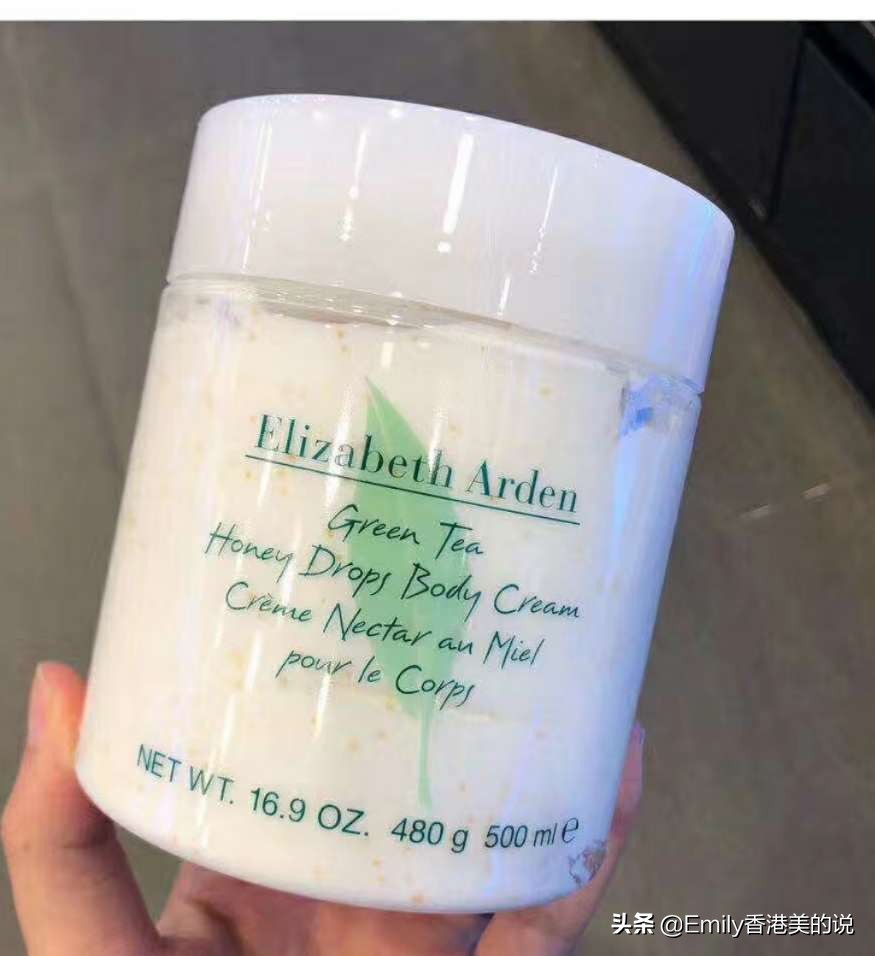 Elizabeth Arden
Green Tea
Honey Drops Body Cream
Crème Nectar au Miel
pour le Corps
NET WT. 16.9 OZ. 480 g 500 ml e
头条 @Emily香港美的说